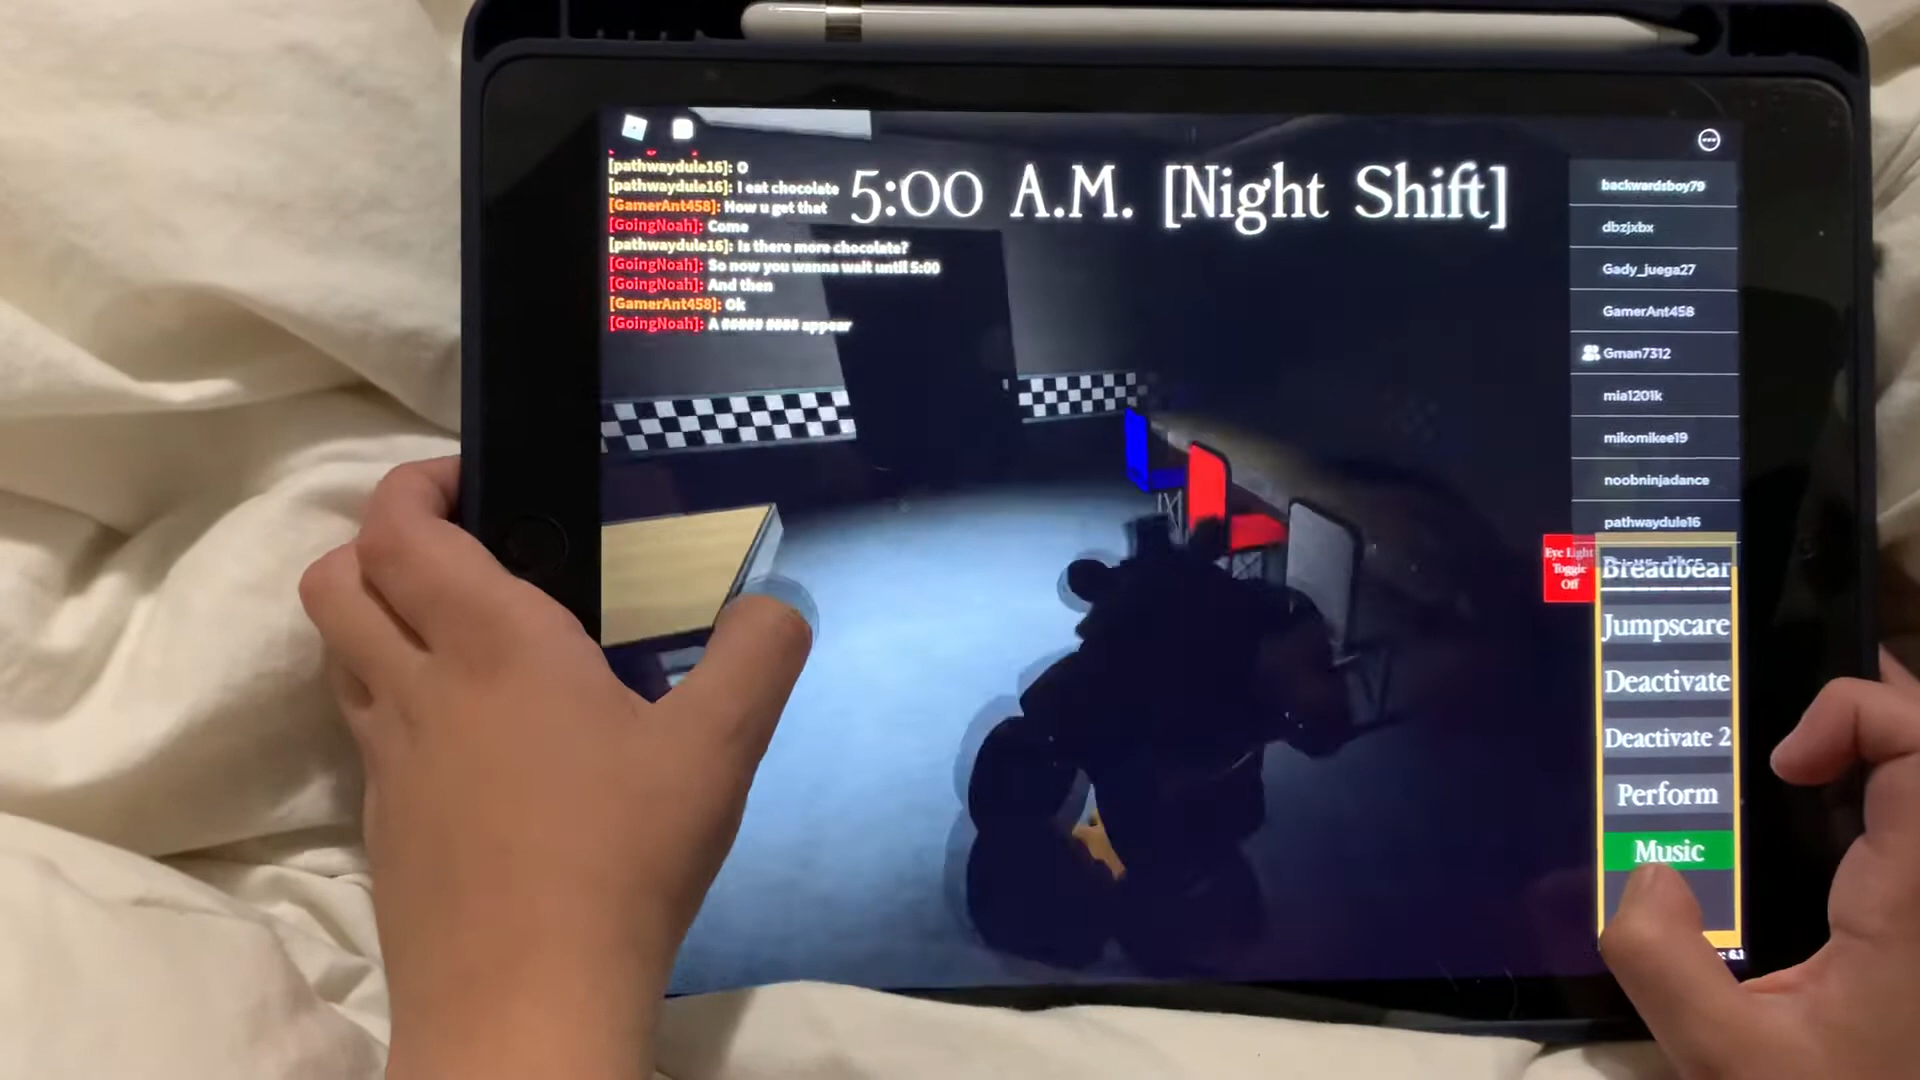 [pathwaydule16]: O
[pathwaydule16]: I eat chocolate
[GamerAnt458]: How u get that
[GoingNoah]: Come
[pathwaydule16]: Is there more chocolate?
[GoingNoah]: So now you wanna wait until 5:00
[GoingNoah]: And then
[GamerAnt458]: Ok
[GoingNoah]: A ##### #### appear
5:00 A.M. [Night Shift]
backwardsboy79
dbzjxbx
Gady_juega27
GamerAnt458
Gman7312
mia1201k
mikomikee19
noobninjadance
pathwaydule16
Eye Light
Toggle
Off
Breadbear
Jumpscare
Deactivate
Deactivate 2
Perform
Music
6.1